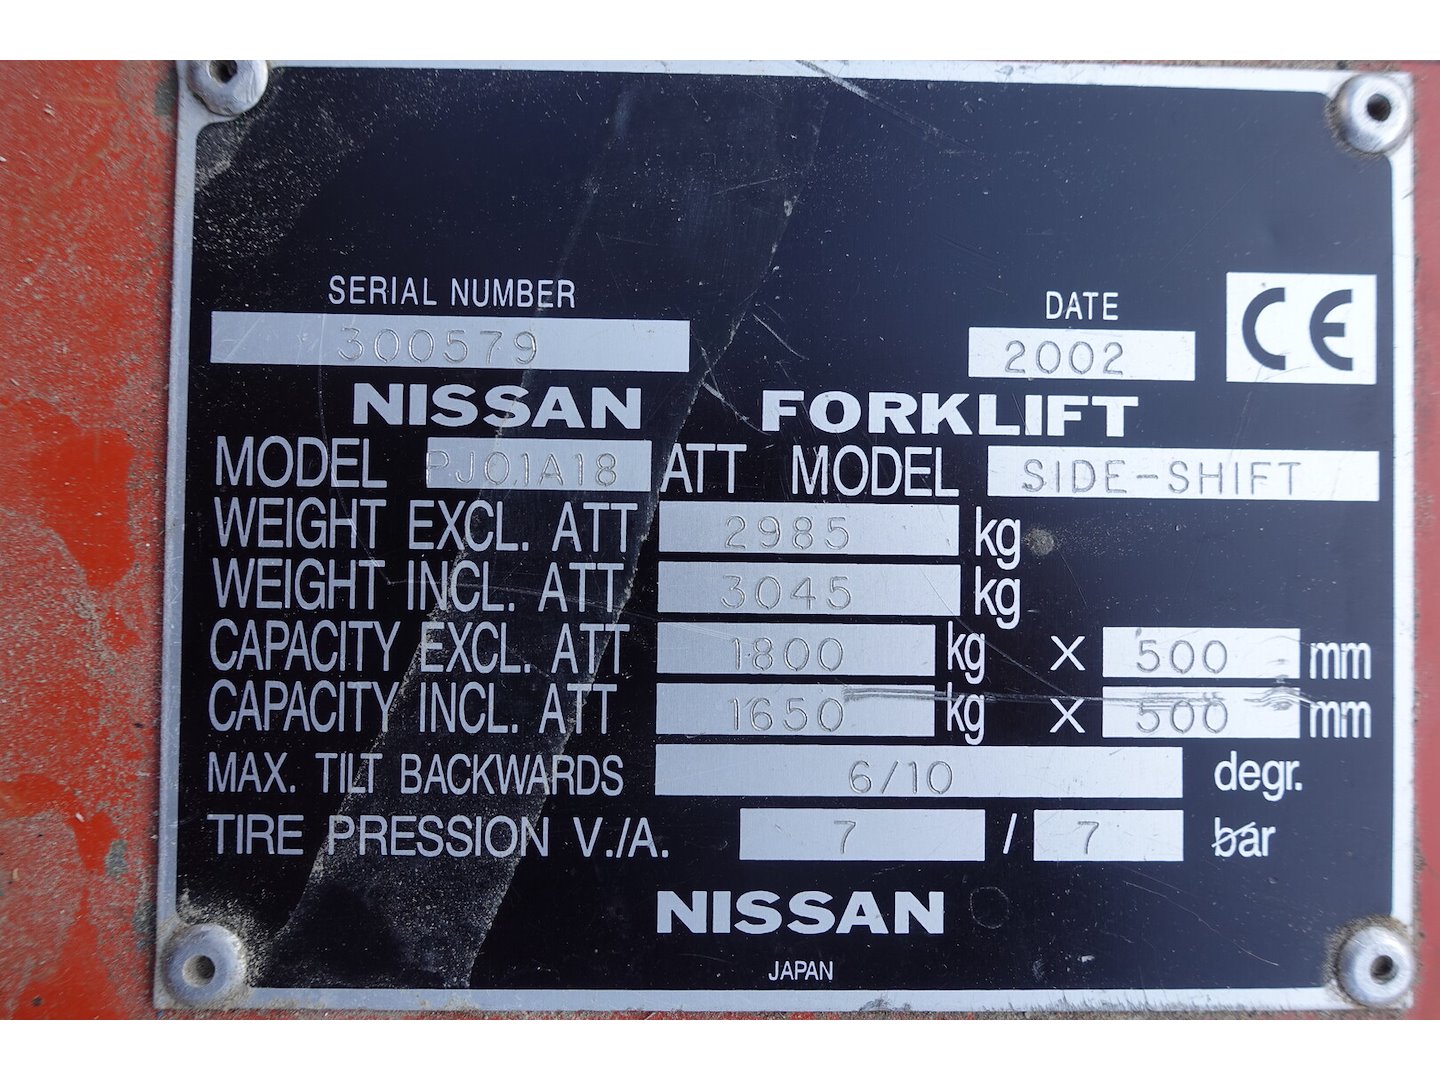 SERIAL NUMBER DATE CE
300579 2002
NISSAN FORKLIFT
MODEL PJ01A18 ATT MODEL SIDE-SHIFT
WEIGHT EXCL. ATT 2985 kg
WEIGHT INCL. ATT 3045 kg
CAPACITY EXCL. ATT 1800 kg X 500 mm
CAPACITY INCL. ATT 1650 kg X 500 mm
MAX. TILT BACKWARDS 6/10 degr.
TIRE PRESSION V./A. 7 / 7 bar
NISSAN
JAPAN